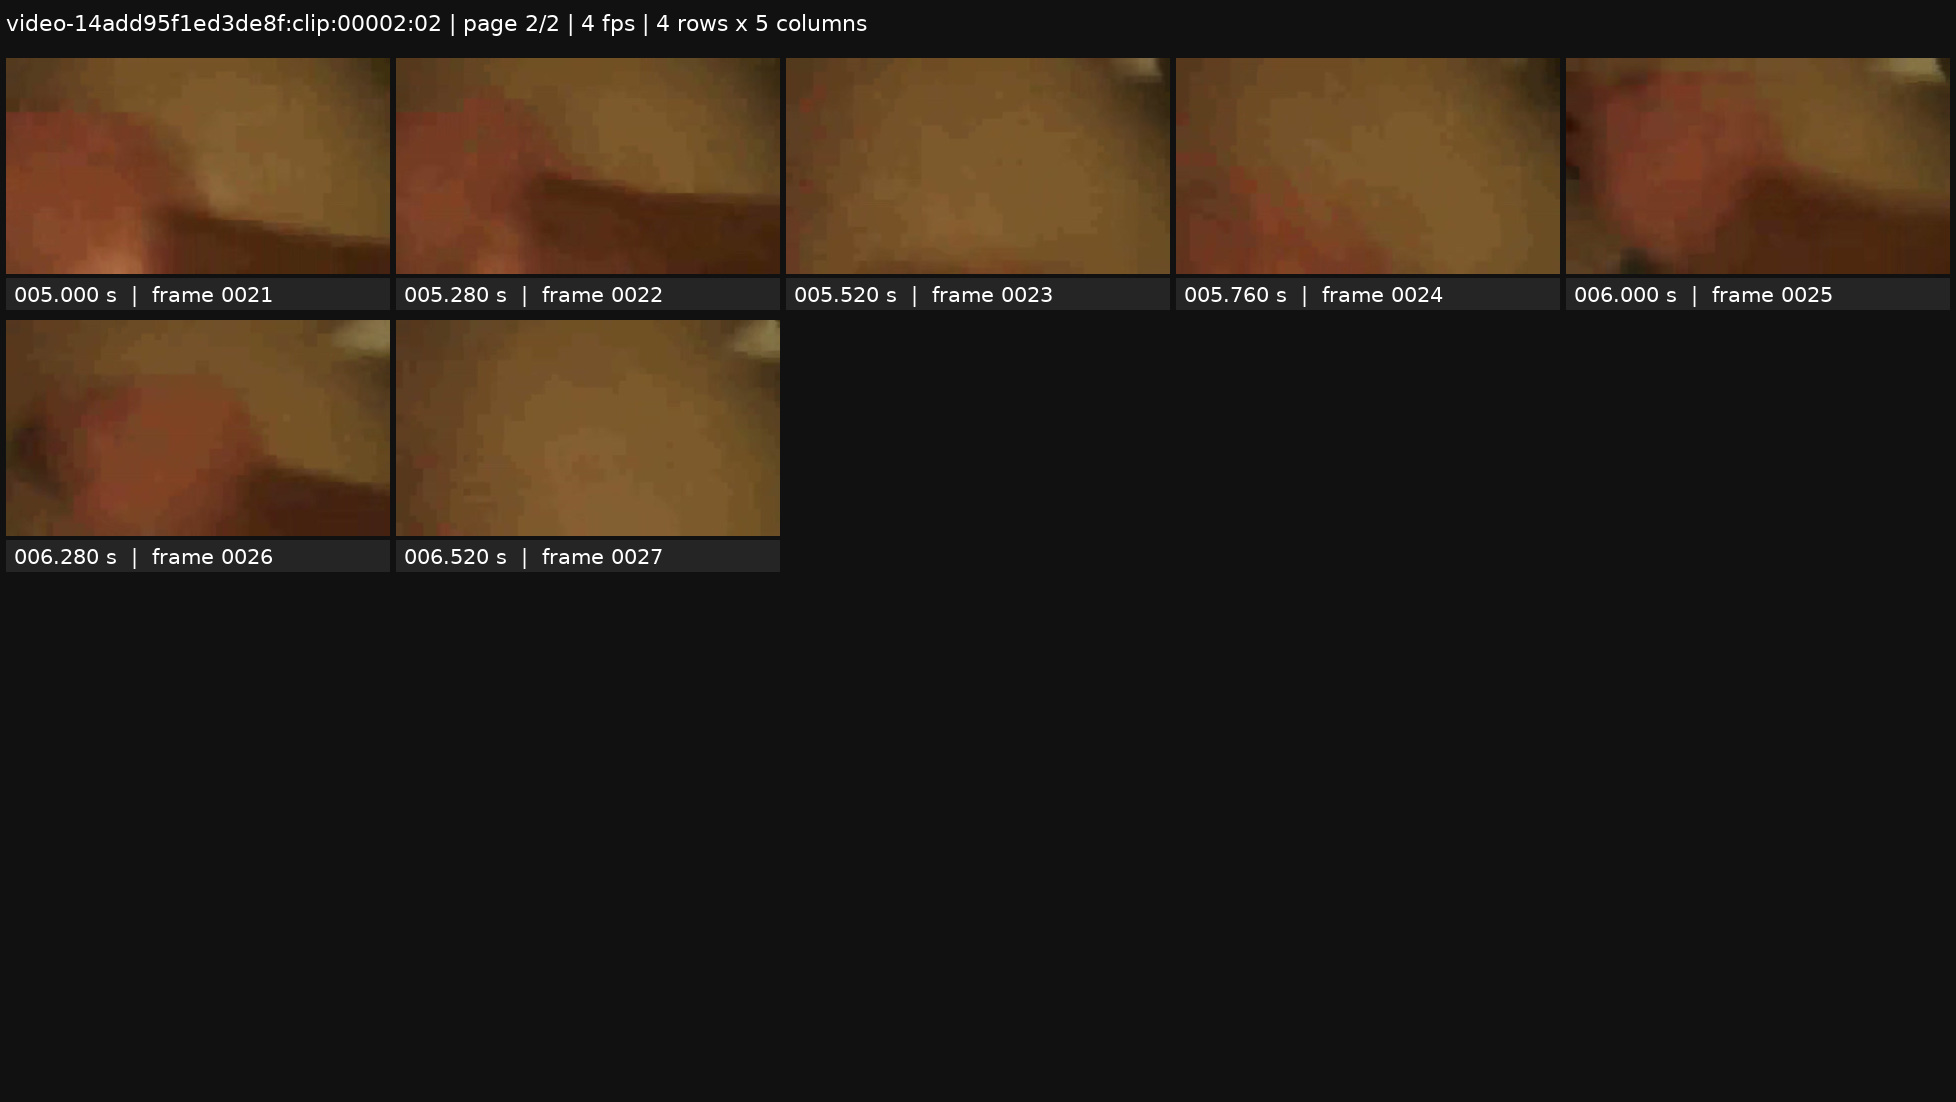 video-14add95f1ed3de8f:clip:00002:02 | page 2/2 | 4 fps | 4 rows x 5 columns
005.000 s | frame 0021
005.280 s | frame 0022
005.520 s | frame 0023
005.760 s | frame 0024
006.000 s | frame 0025
006.280 s | frame 0026
006.520 s | frame 0027